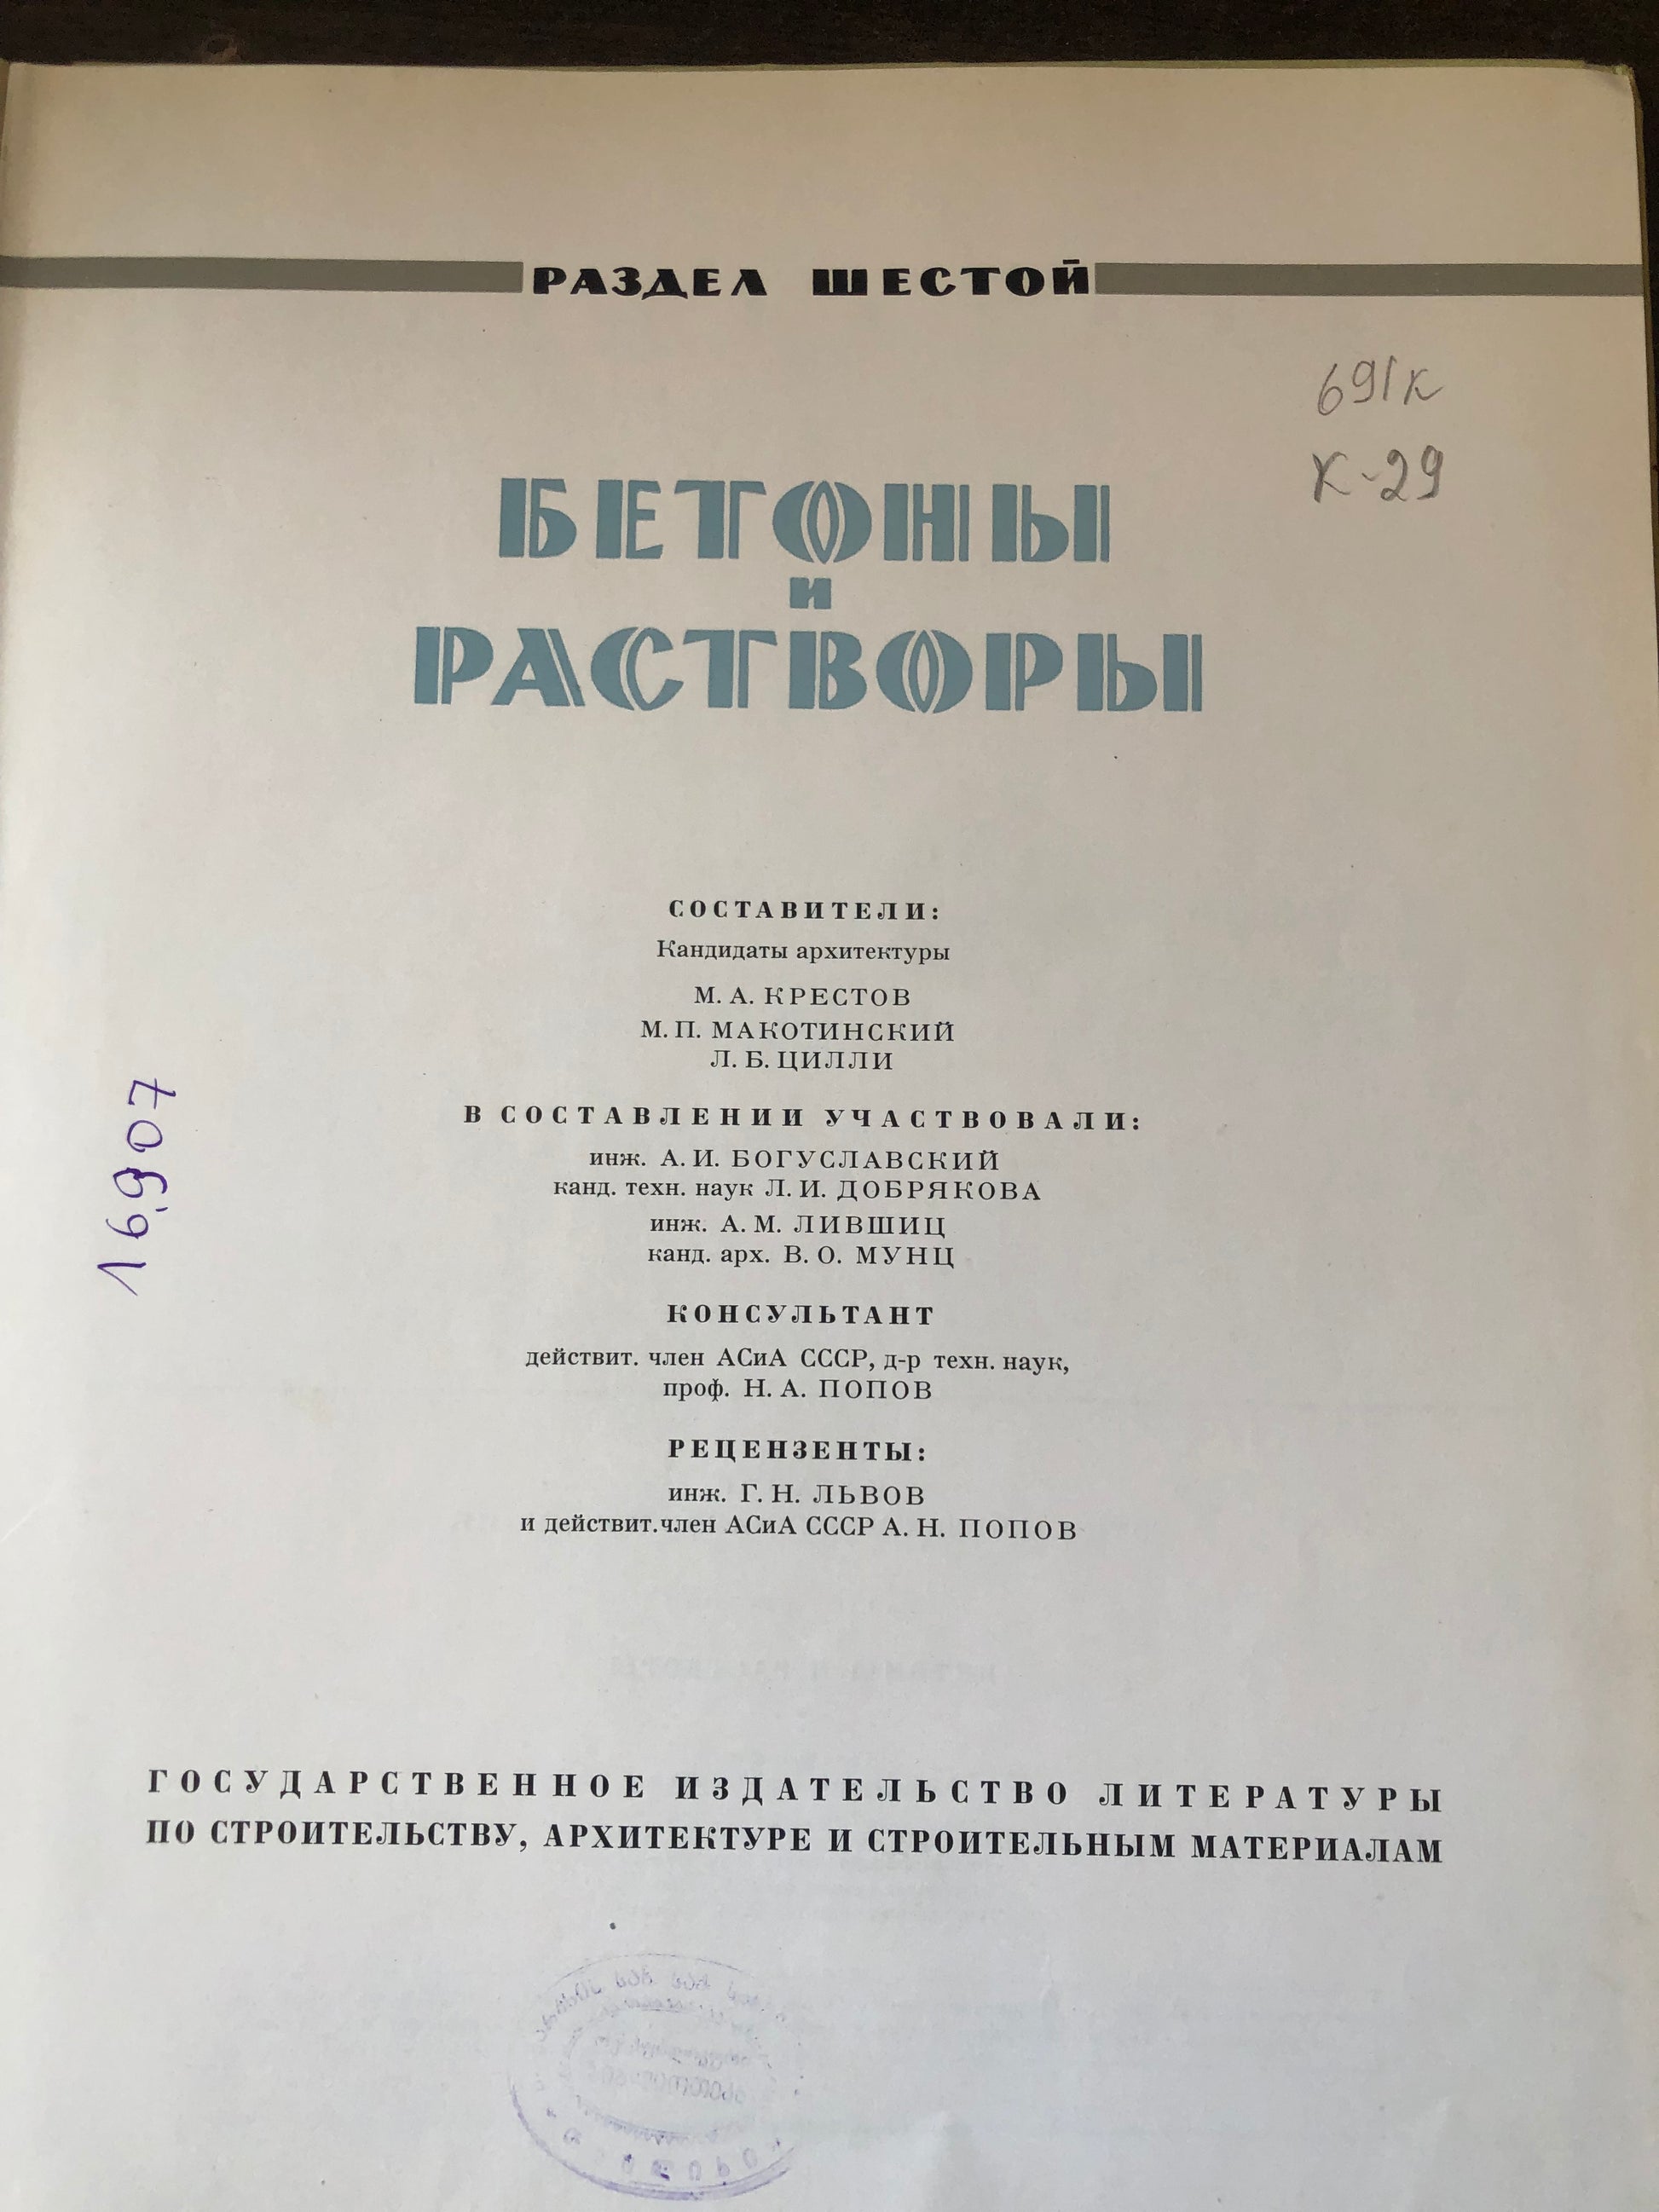 РАЗДЕЛ ШЕСТОЙ
691к
К-29
БЕТОНЫ
И
РАСТВОРЫ
СОСТАВИТЕЛИ:
Кандидаты архитектуры
М. А. КРЕСТОВ
М. П. МАКОТИНСКИЙ
Л. Б. ЦИЛЛИ
В СОСТАВЛЕНИИ УЧАСТВОВАЛИ:
инж. А. И. БОГУСЛАВСКИЙ
канд. техн. наук Л. И. ДОБРЯКОВА
инж. А. М. ЛИВШИЦ
канд. арх. В. О. МУНЦ
16907
КОНСУЛЬТАНТ
действит. член АСиА СССР, д-р техн. наук,
проф. Н. А. ПОПОВ
РЕЦЕНЗЕНТЫ:
инж. Г. Н. ЛЬВОВ
и действит. член АСиА СССР А. Н. ПОПОВ
ГОСУДАРСТВЕННОЕ ИЗДАТЕЛЬСТВО ЛИТЕРАТУРЫ
ПО СТРОИТЕЛЬСТВУ, АРХИТЕКТУРЕ И СТРОИТЕЛЬНЫМ МАТЕРИАЛАМ